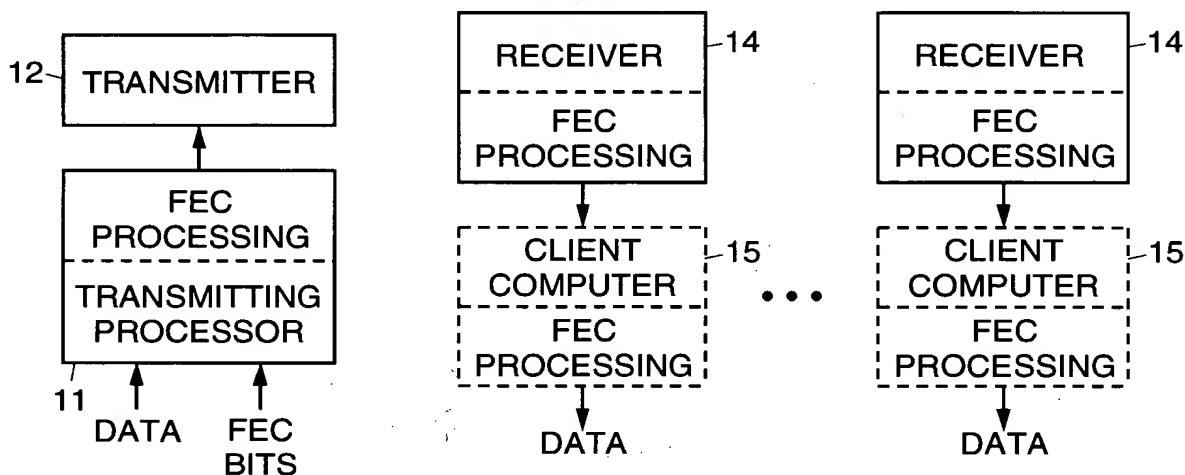 12
TRANSMITTER
FEC
PROCESSING
TRANSMITTING
PROCESSOR
11
DATA
FEC
BITS
RECEIVER
14
FEC
PROCESSING
CLIENT
COMPUTER
15
FEC
PROCESSING
DATA
RECEIVER
14
FEC
PROCESSING
CLIENT
COMPUTER
15
FEC
PROCESSING
DATA